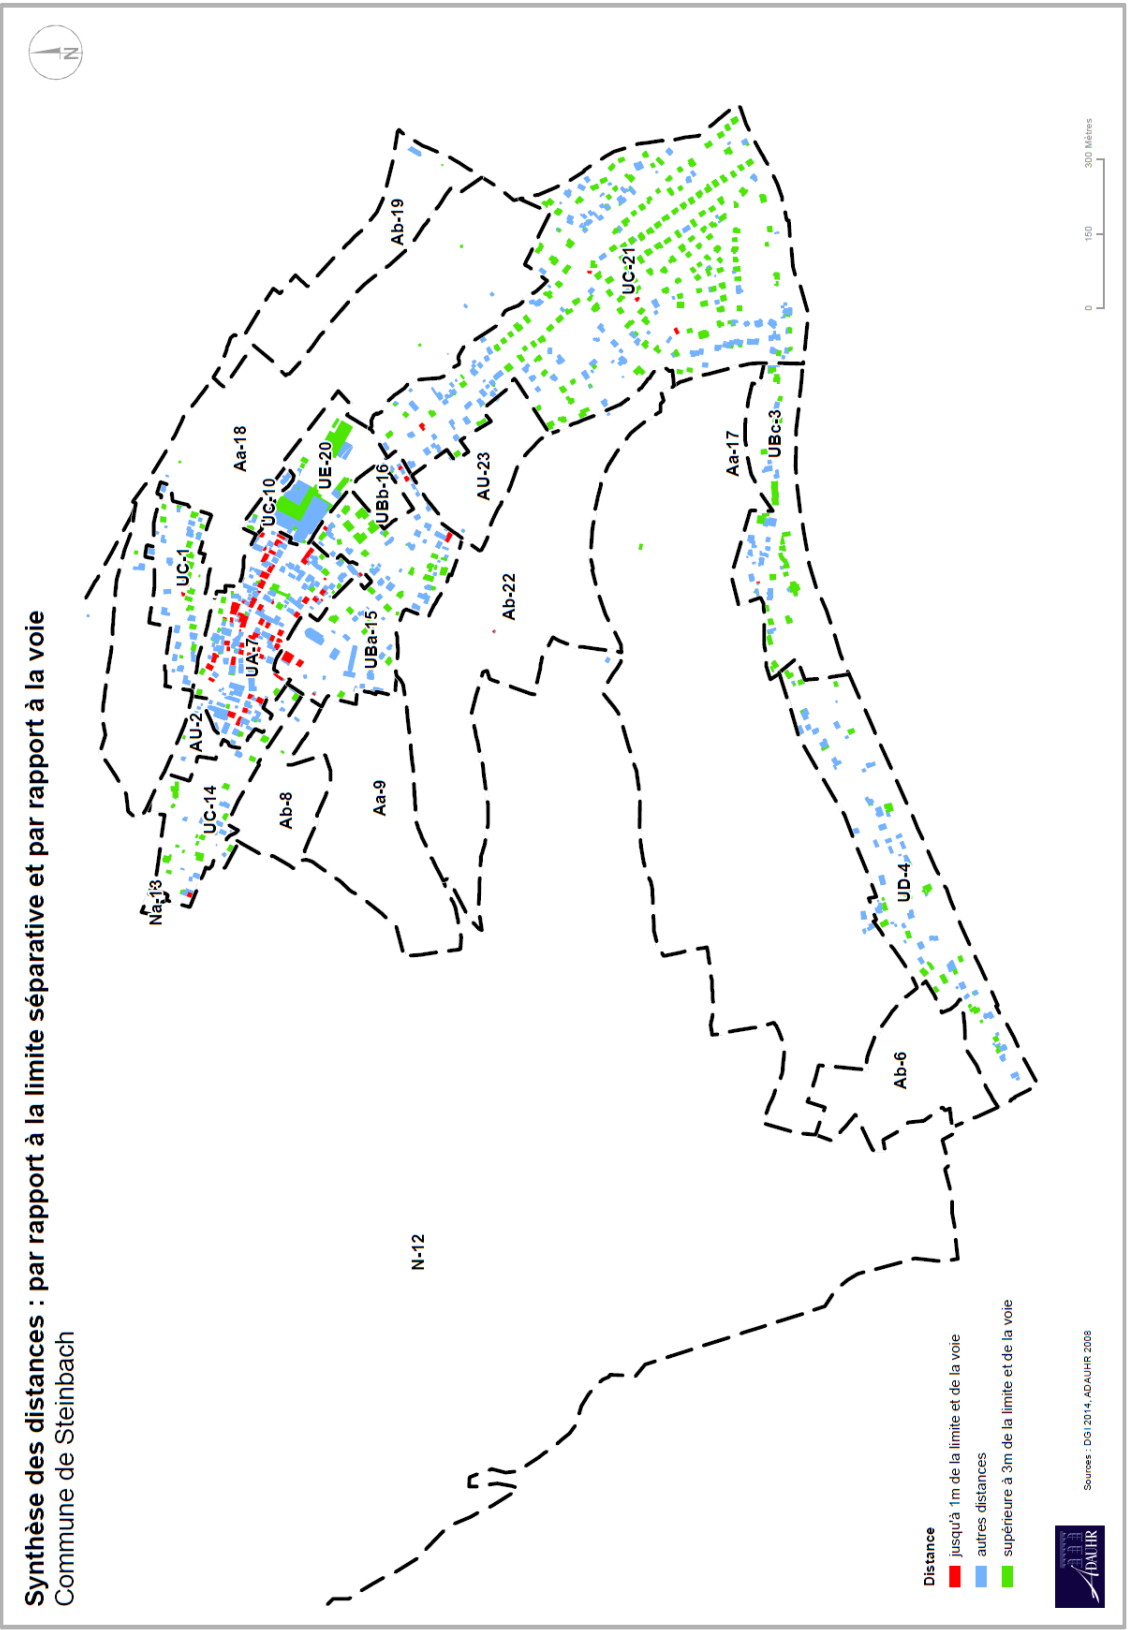 Synthèse des distances : par rapport à la limite séparative et par rapport à la voie
Commune de Steinbach
N
Ab-19
Aa-18
UC-1
UC-10
UE-20
UBb-16
UC-21
AU-23
Aa-17
UBc-3
UA-7
UBa-15
Ab-22
AU-2
UC-14
Ab-8
Aa-9
Na-13
UD-4
Ab-6
N-12
0 150 300 Mètres
Distance
jusqu'à 1m de la limite et de la voie
autres distances
supérieure à 3m de la limite et de la voie
Sources : DGI 2014, ADAUHR 2008
ADAUHR